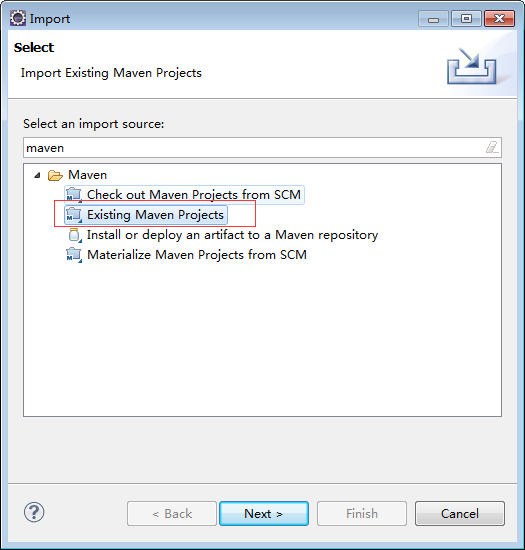 Import
Select
Import Existing Maven Projects
Select an import source:
maven
Maven
Check out Maven Projects from SCM
Existing Maven Projects
Install or deploy an artifact to a Maven repository
Materialize Maven Projects from SCM
?
< Back
Next >
Finish
Cancel